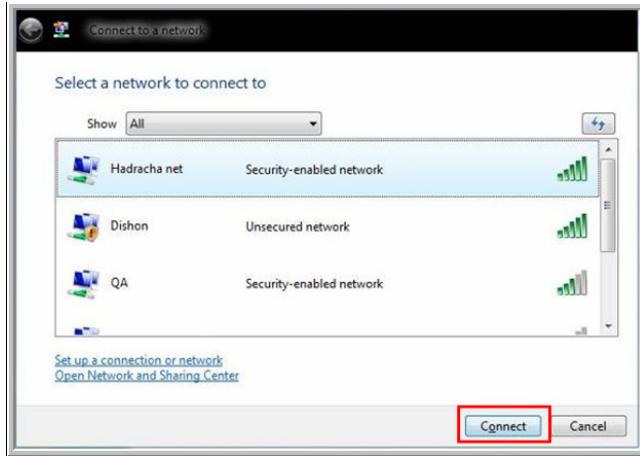 Connect to a network
Select a network to connect to
Show All
Hadracha net Security-enabled network
Dishon Unsecured network
QA Security-enabled network
Set up a connection or network
Open Network and Sharing Center
Connect Cancel